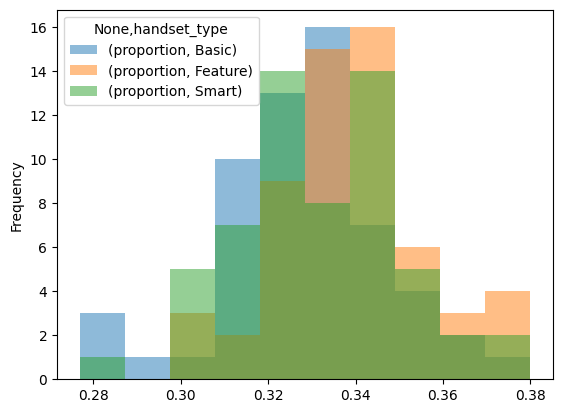 None,handset_type
(proportion, Basic)
(proportion, Feature)
(proportion, Smart)
Frequency
16
14
12
10
8
6
4
2
0
0.28 0.30 0.32 0.34 0.36 0.38